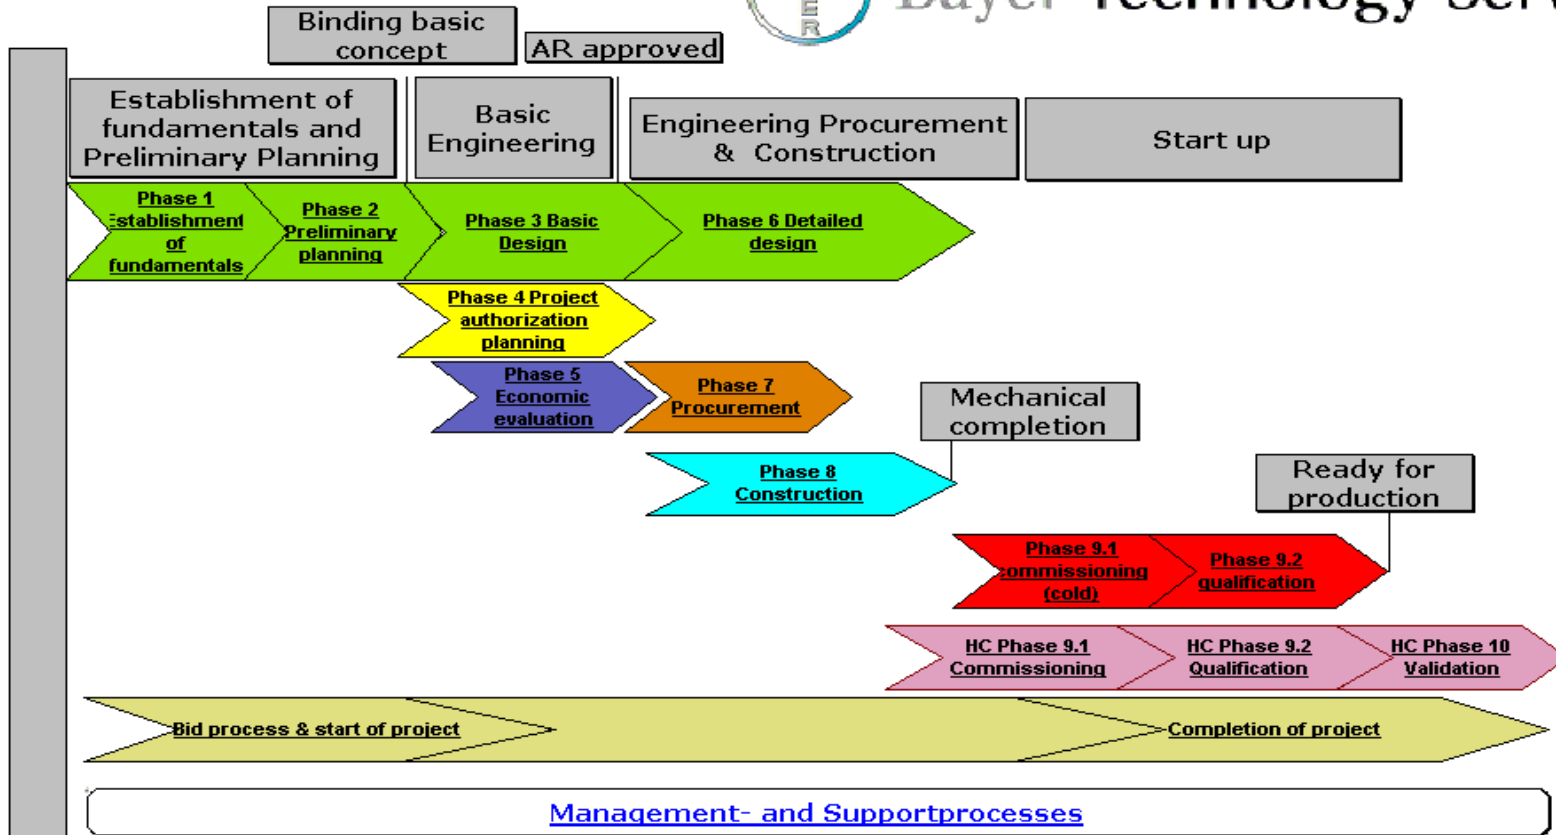 Bayer Technology Serv
E
R
Binding basic
concept
AR approved
Establishment of
fundamentals and
Preliminary Planning
Basic
Engineering
Engineering Procurement
& Construction
Start up
Phase 1
Establishment
of
fundamentals
Phase 2
Preliminary
planning
Phase 3 Basic
Design
Phase 6 Detailed
design
Phase 4 Project
authorization
planning
Phase 5
Economic
evaluation
Phase 7
Procurement
Mechanical
completion
Phase 8
Construction
Ready for
production
Phase 9.1
commissioning
(cold)
Phase 9.2
qualification
HC Phase 9.1
Commissioning
HC Phase 9.2
Qualification
HC Phase 10
Validation
Bid process & start of project
Completion of project
Management- and Supportprocesses